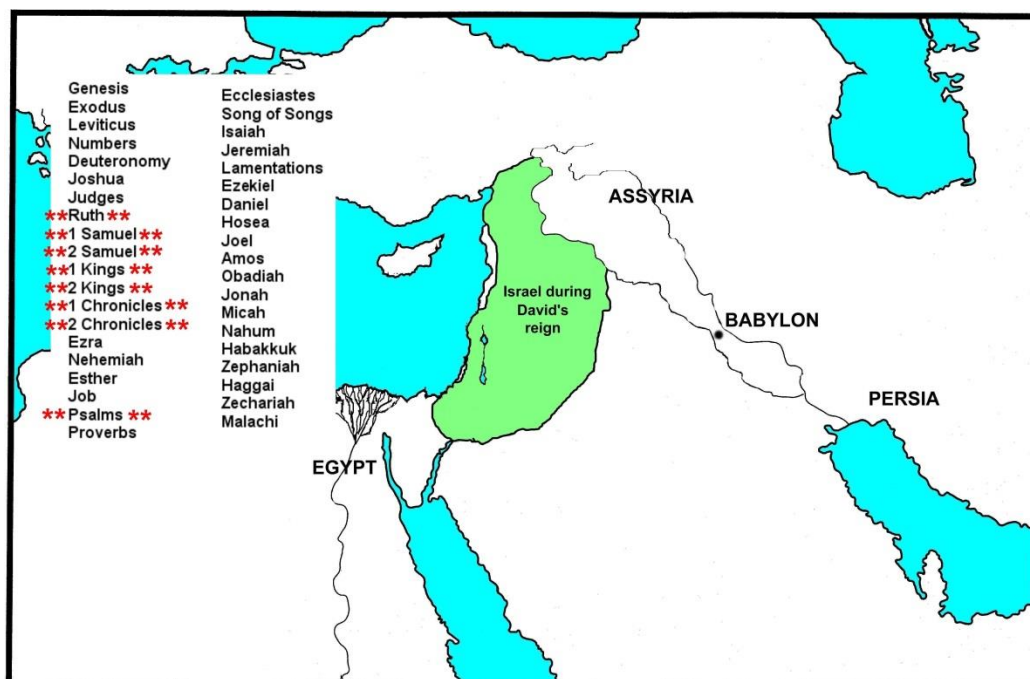 Genesis
Exodus
Leviticus
Numbers
Deuteronomy
Joshua
Judges
**Ruth **
**1 Samuel **
**2 Samuel **
**1 Kings **
**2 Kings **
**1 Chronicles **
**2 Chronicles **
Ezra
Nehemiah
Esther
Job
** Psalms **
Proverbs
Ecclesiastes
Song of Songs
Isaiah
Jeremiah
Lamentations
Ezekiel
Daniel
Hosea
Joel
Amos
Obadiah
Jonah
Micah
Nahum
Habakkuk
Zephaniah
Haggai
Zechariah
Malachi
ASSYRIA
Israel during
David's
reign
BABYLON
PERSIA
EGYPT